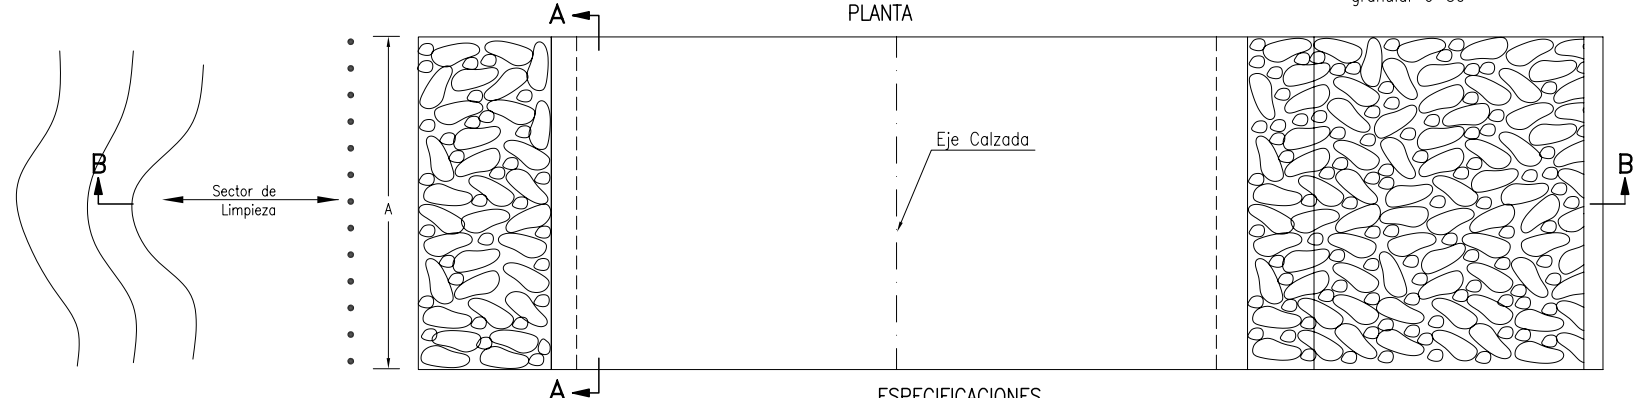 A
PLANTA
Eje Calzada
B
B
Sector de
Limpieza
A
A
ESPECIFICACIONES